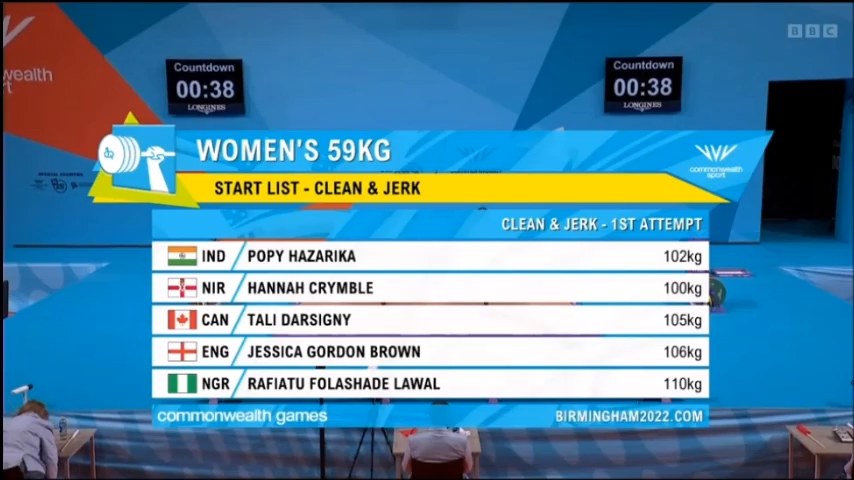 BBC
Countdown
00:38
LONGINES
Countdown
00:38
LONGINES
wealth
WOMEN'S 59KG
commonwealth
sport
START LIST - CLEAN & JERK
CLEAN & JERK - 1ST ATTEMPT
IND POPY HAZARIKA 102kg
NIR HANNAH CRYMBLE 100kg
CAN TALI DARSIGNY 105kg
ENG JESSICA GORDON BROWN 106kg
NGR RAFIATU FOLASHADE LAWAL 110kg
commonwealth games BIRMINGHAM2022.COM